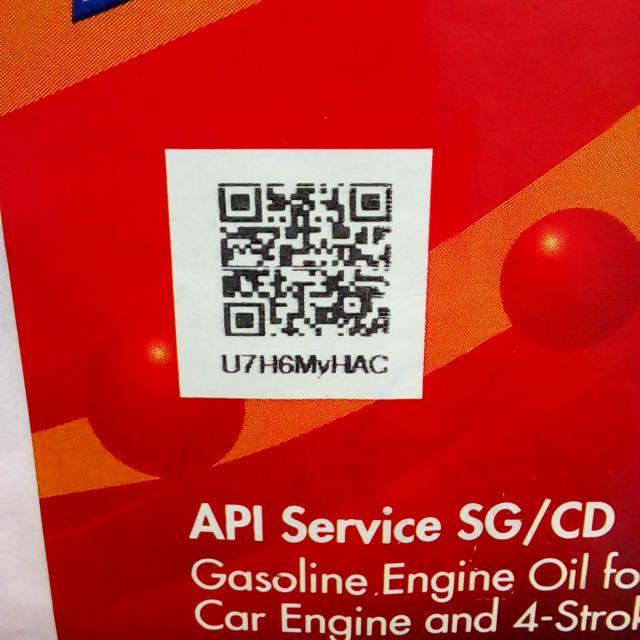 U7H6MyHAC
API Service SG/CD
Gasoline Engine Oil fo
Car Engine and 4-Strok